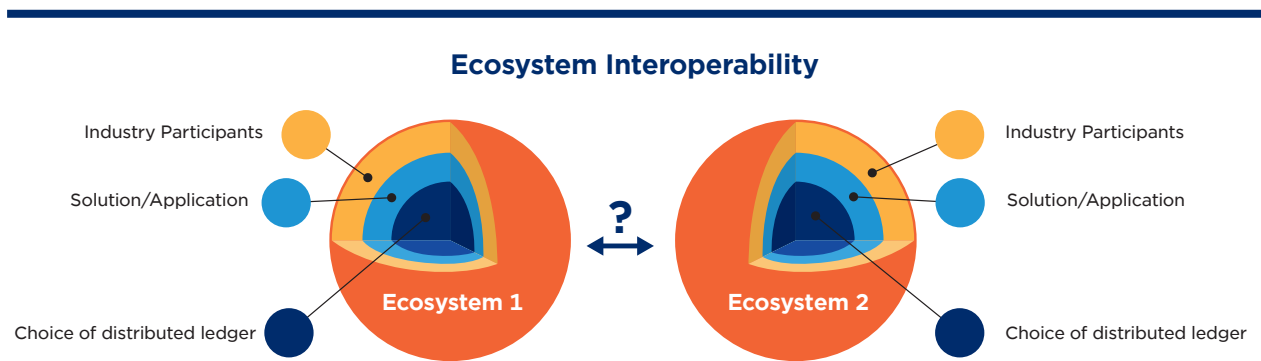 Ecosystem Interoperability
Industry Participants
Solution/Application
Choice of distributed ledger
Ecosystem 1
?
Ecosystem 2
Industry Participants
Solution/Application
Choice of distributed ledger